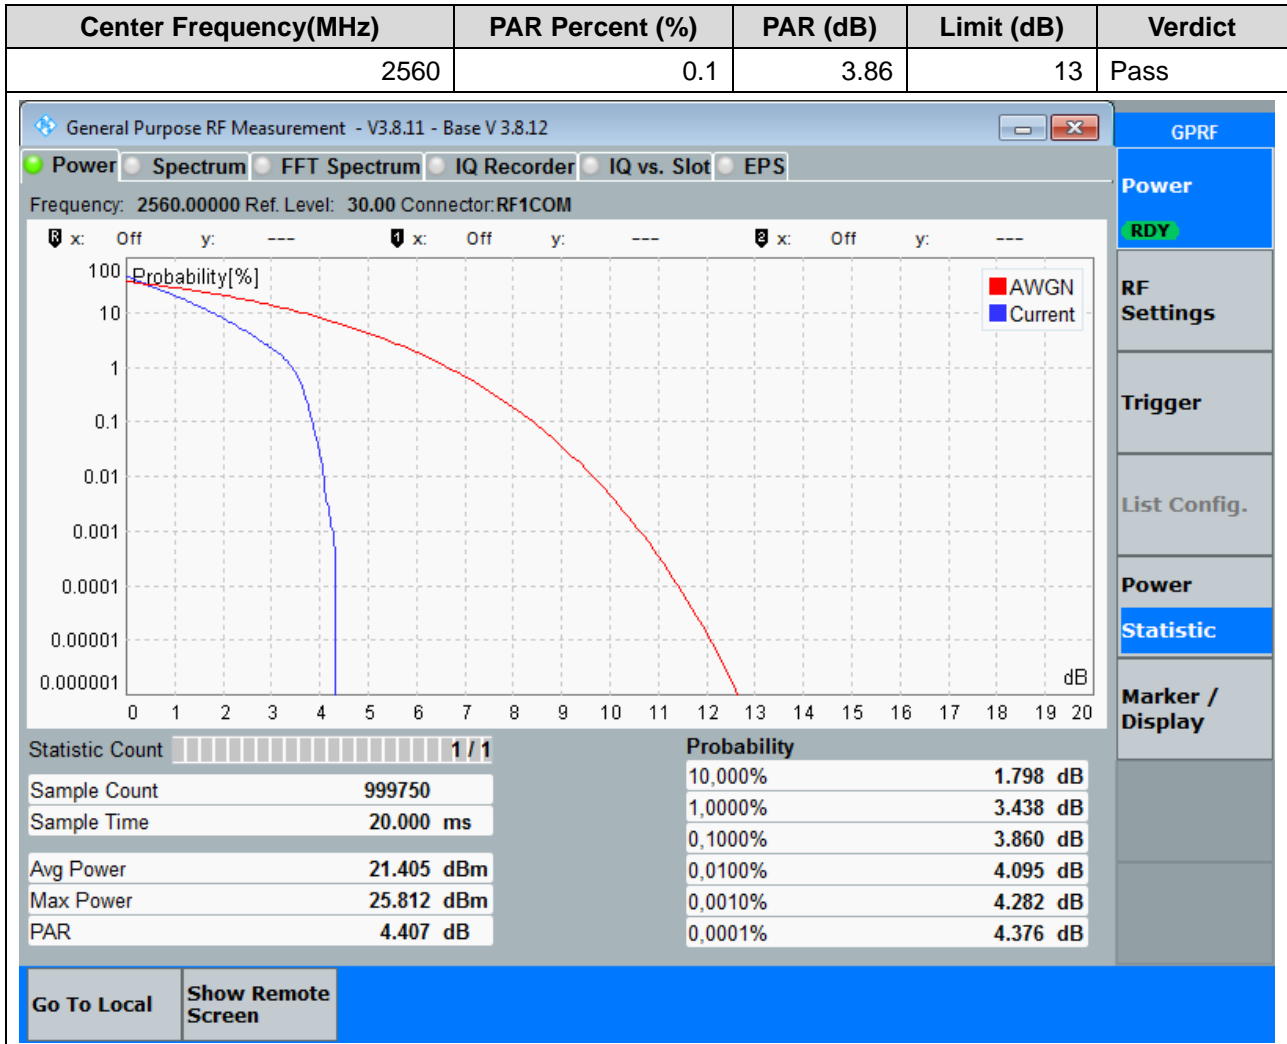 Center Frequency(MHz) PAR Percent (%) PAR (dB) Limit (dB) Verdict
2560 0.1 3.86 13 Pass
General Purpose RF Measurement - V3.8.11 - Base V 3.8.12
GPRF
Power Spectrum FFT Spectrum IQ Recorder IQ vs. Slot EPS
Frequency: 2560.00000 Ref. Level: 30.00 Connector: RF1COM
R x: Off y: --- 1 x: Off y: --- 2 x: Off y: ---
Probability[%]
AWGN
Current
100
10
1
0.1
0.01
0.001
0.0001
0.00001
0.000001
dB
0 1 2 3 4 5 6 7 8 9 10 11 12 13 14 15 16 17 18 19 20
Statistic Count 1 / 1
Sample Count 999750
Sample Time 20.000 ms
Avg Power 21.405 dBm
Max Power 25.812 dBm
PAR 4.407 dB
Probability
10,000% 1.798 dB
1,0000% 3.438 dB
0,1000% 3.860 dB
0,0100% 4.095 dB
0,0010% 4.282 dB
0,0001% 4.376 dB
Power
RDY
RF
Settings
Trigger
List Config.
Power
Statistic
Marker /
Display
Go To Local
Show Remote
Screen